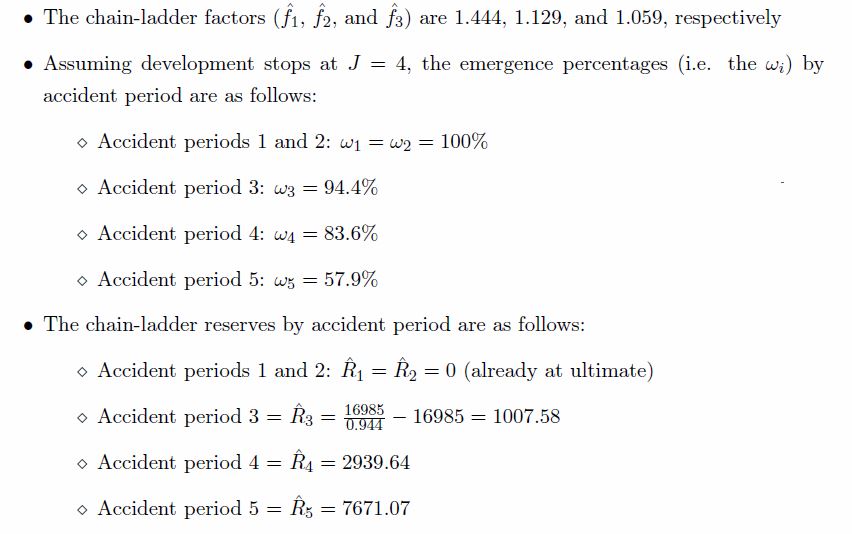 • The chain-ladder factors (f̂₁, f̂₂, and f̂₃) are 1.444, 1.129, and 1.059, respectively
• Assuming development stops at J = 4, the emergence percentages (i.e. the ωᵢ) by
accident period are as follows:
⋄ Accident periods 1 and 2: ω₁ = ω₂ = 100%
⋄ Accident period 3: ω₃ = 94.4%
⋄ Accident period 4: ω₄ = 83.6%
⋄ Accident period 5: ω₅ = 57.9%
• The chain-ladder reserves by accident period are as follows:
⋄ Accident periods 1 and 2: R̂₁ = R̂₂ = 0 (already at ultimate)
⋄ Accident period 3 = R̂₃ = 16985/0.944 − 16985 = 1007.58
⋄ Accident period 4 = R̂₄ = 2939.64
⋄ Accident period 5 = R̂₅ = 7671.07